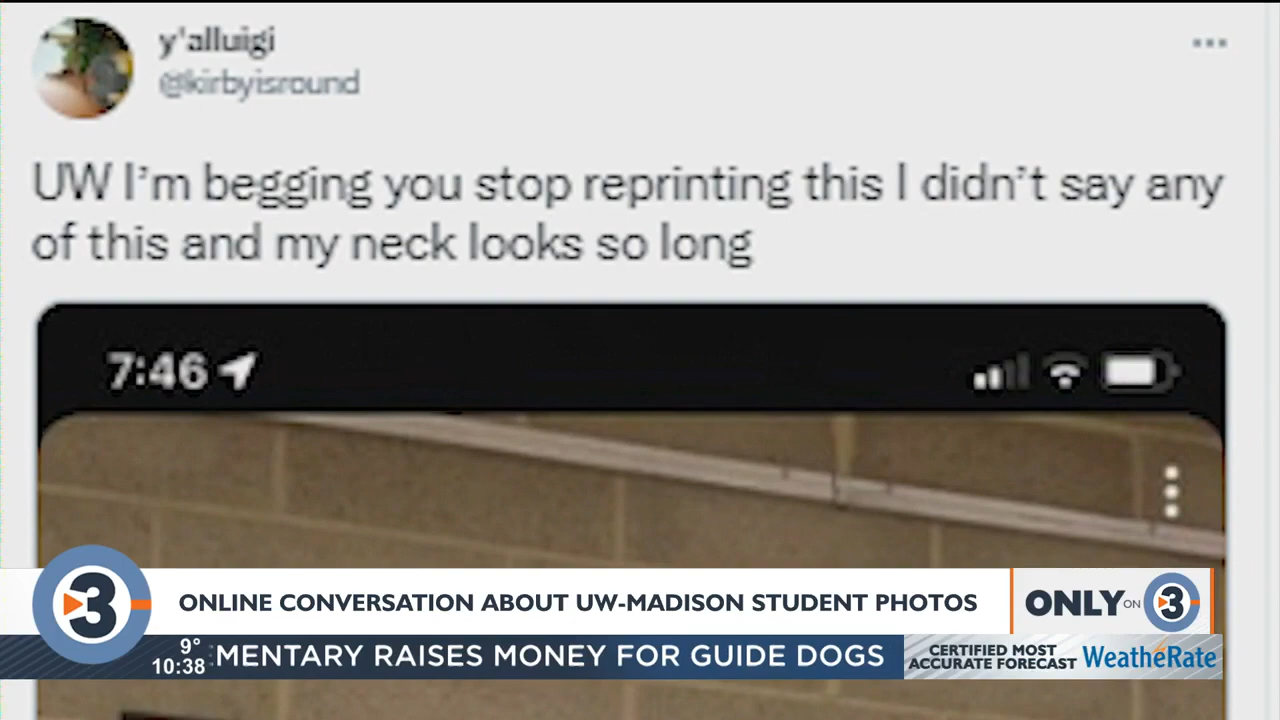 y'alluigi
@kirbyisround
UW I'm begging you stop reprinting this I didn't say any
of this and my neck looks so long
7:46
3
ONLINE CONVERSATION ABOUT UW-MADISON STUDENT PHOTOS
ONLY ON 3
9°
10:38
MENTARY RAISES MONEY FOR GUIDE DOGS
CERTIFIED MOST
ACCURATE FORECAST
WeatheRate